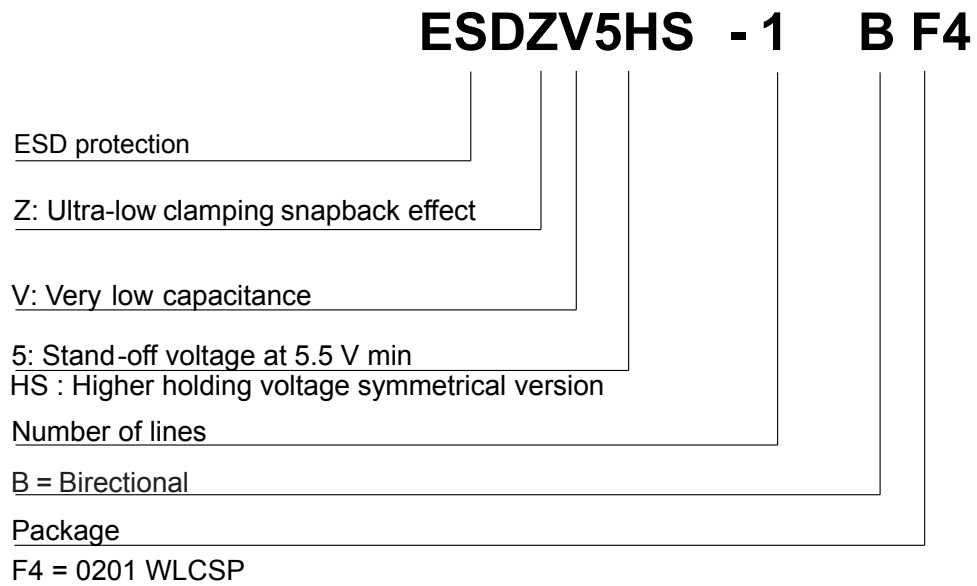 ESDZV5HS - 1 B F4
ESD protection
Z: Ultra-low clamping snapback effect
V: Very low capacitance
5: Stand-off voltage at 5.5 V min
HS : Higher holding voltage symmetrical version
Number of lines
B = Birectional
Package
F4 = 0201 WLCSP